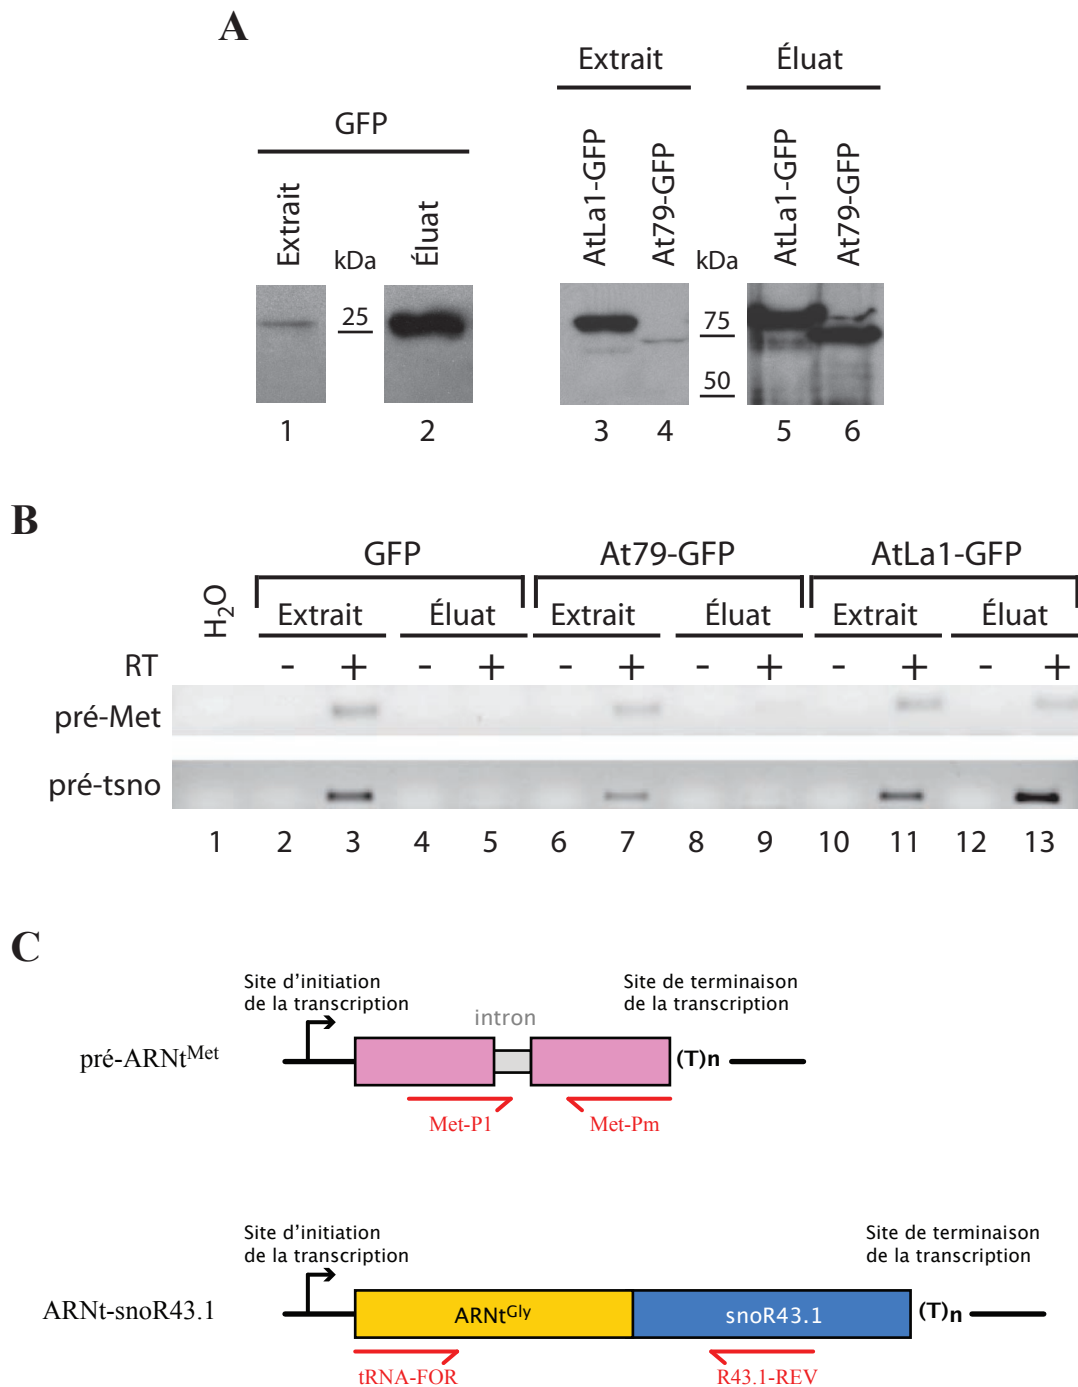 A
GFP
Extrait
kDa
Éluat
25
1
2
Extrait
Éluat
AtLa1-GFP
At79-GFP
kDa
AtLa1-GFP
At79-GFP
75
50
3
4
5
6
B
H2O
GFP
At79-GFP
AtLa1-GFP
Extrait
Éluat
Extrait
Éluat
Extrait
Éluat
RT - + - + - + - + - + - +
pré-Met
pré-tsno
1 2 3 4 5 6 7 8 9 10 11 12 13
C
Site d'initiation
de la transcription
Site de terminaison
de la transcription
intron
pré-ARNtMet
(T)n
Met-P1
Met-Pm
Site d'initiation
de la transcription
Site de terminaison
de la transcription
ARNt-snoR43.1
ARNtGly
snoR43.1
(T)n
tRNA-FOR
R43.1-REV